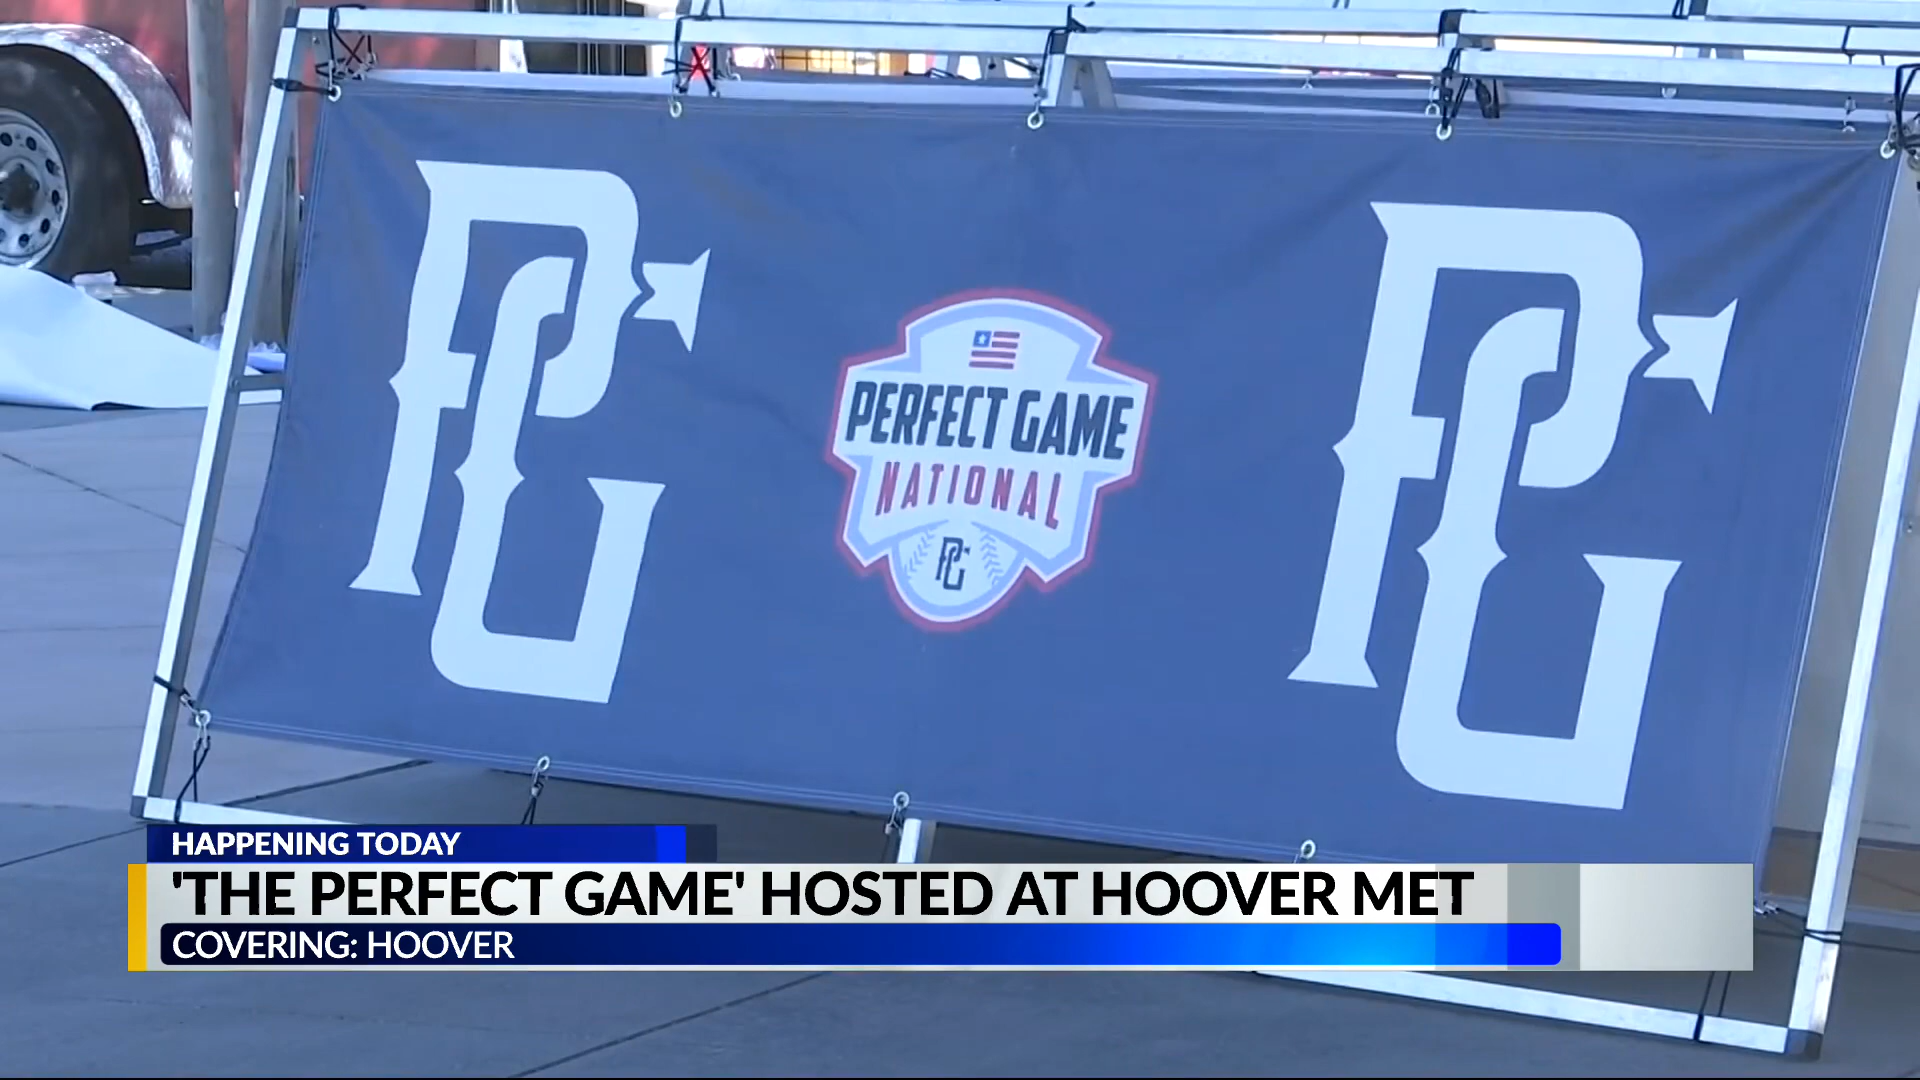 PG
PERFECT GAME
NATIONAL
PG
PG
HAPPENING TODAY
'THE PERFECT GAME' HOSTED AT HOOVER MET
COVERING: HOOVER